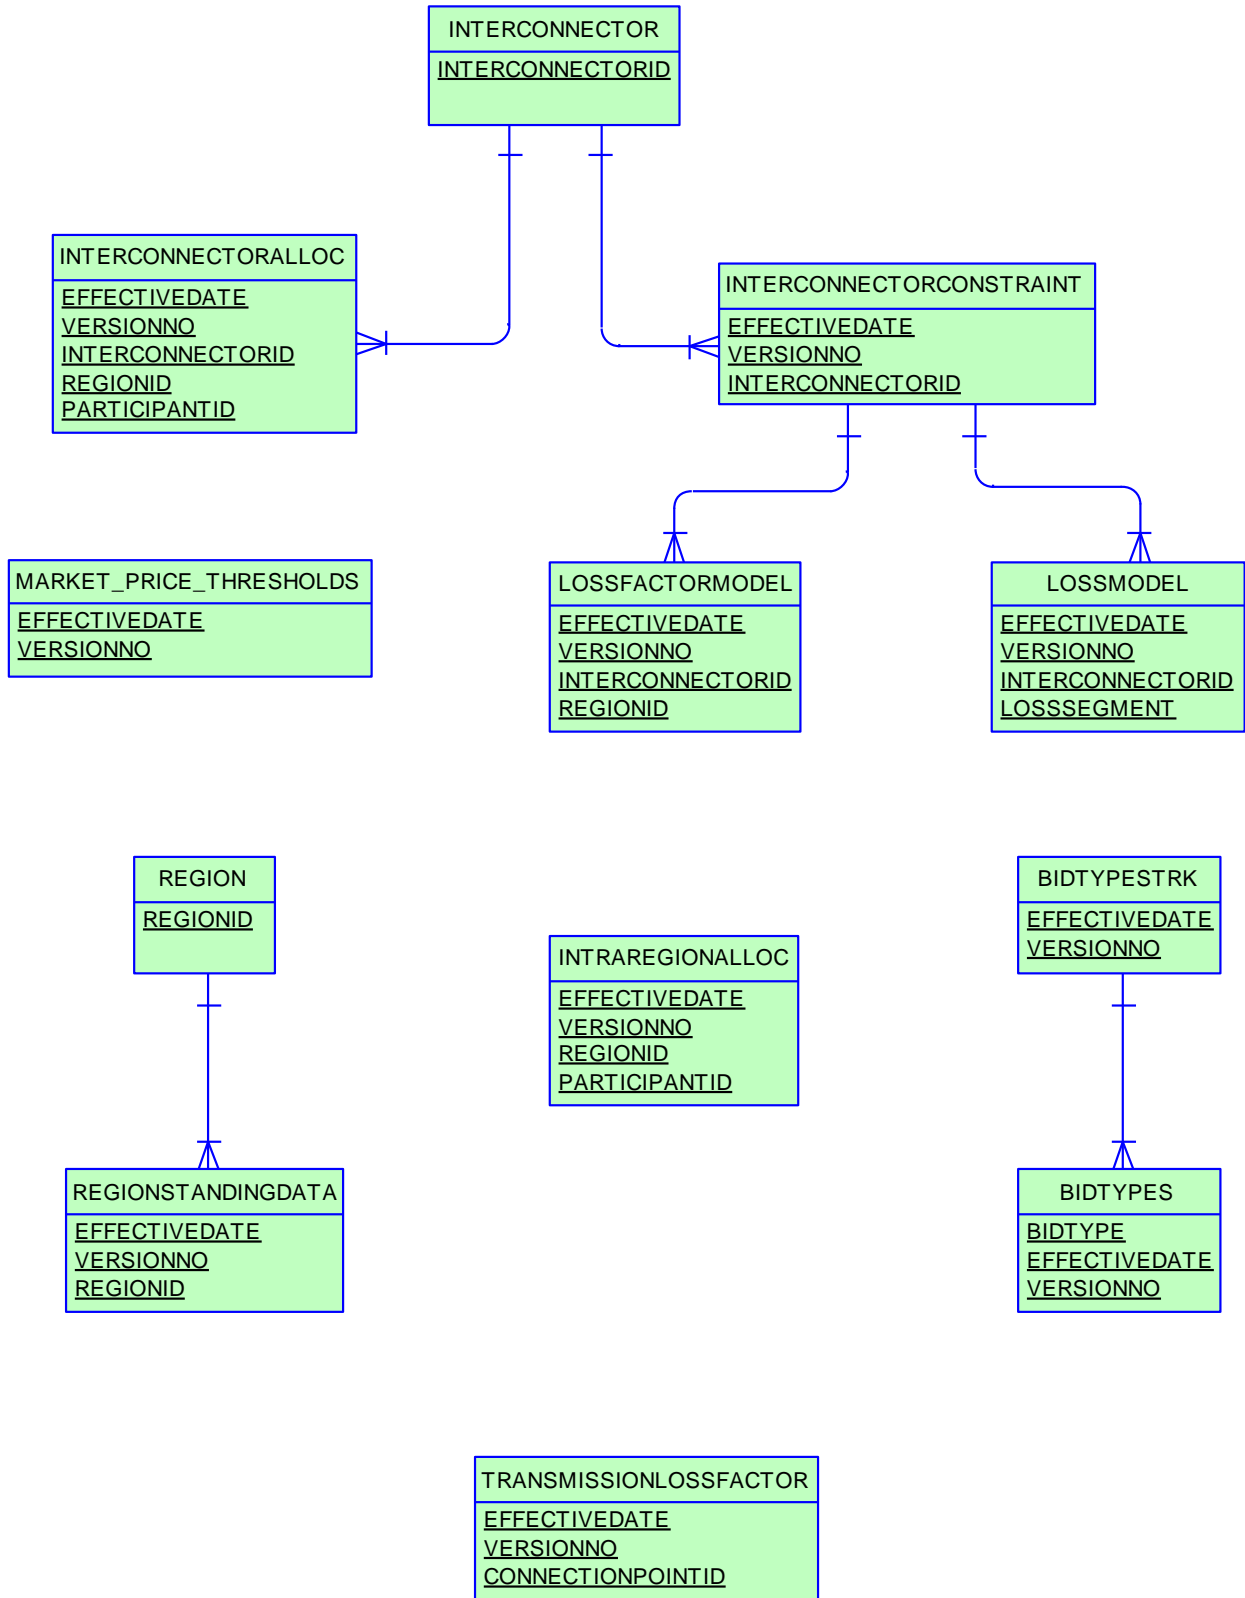 INTERCONNECTOR
INTERCONNECTORID
INTERCONNECTORALLOC
EFFECTIVEDATE
VERSIONNO
INTERCONNECTORID
REGIONID
PARTICIPANTID
INTERCONNECTORCONSTRAINT
EFFECTIVEDATE
VERSIONNO
INTERCONNECTORID
MARKET_PRICE_THRESHOLDS
EFFECTIVEDATE
VERSIONNO
LOSSFACTORMODEL
EFFECTIVEDATE
VERSIONNO
INTERCONNECTORID
REGIONID
LOSSMODEL
EFFECTIVEDATE
VERSIONNO
INTERCONNECTORID
LOSSSEGMENT
REGION
REGIONID
INTRAREGIONALLOC
EFFECTIVEDATE
VERSIONNO
REGIONID
PARTICIPANTID
BIDTYPESTRK
EFFECTIVEDATE
VERSIONNO
REGIONSTANDINGDATA
EFFECTIVEDATE
VERSIONNO
REGIONID
BIDTYPES
BIDTYPE
EFFECTIVEDATE
VERSIONNO
TRANSMISSIONLOSSFACTOR
EFFECTIVEDATE
VERSIONNO
CONNECTIONPOINTID